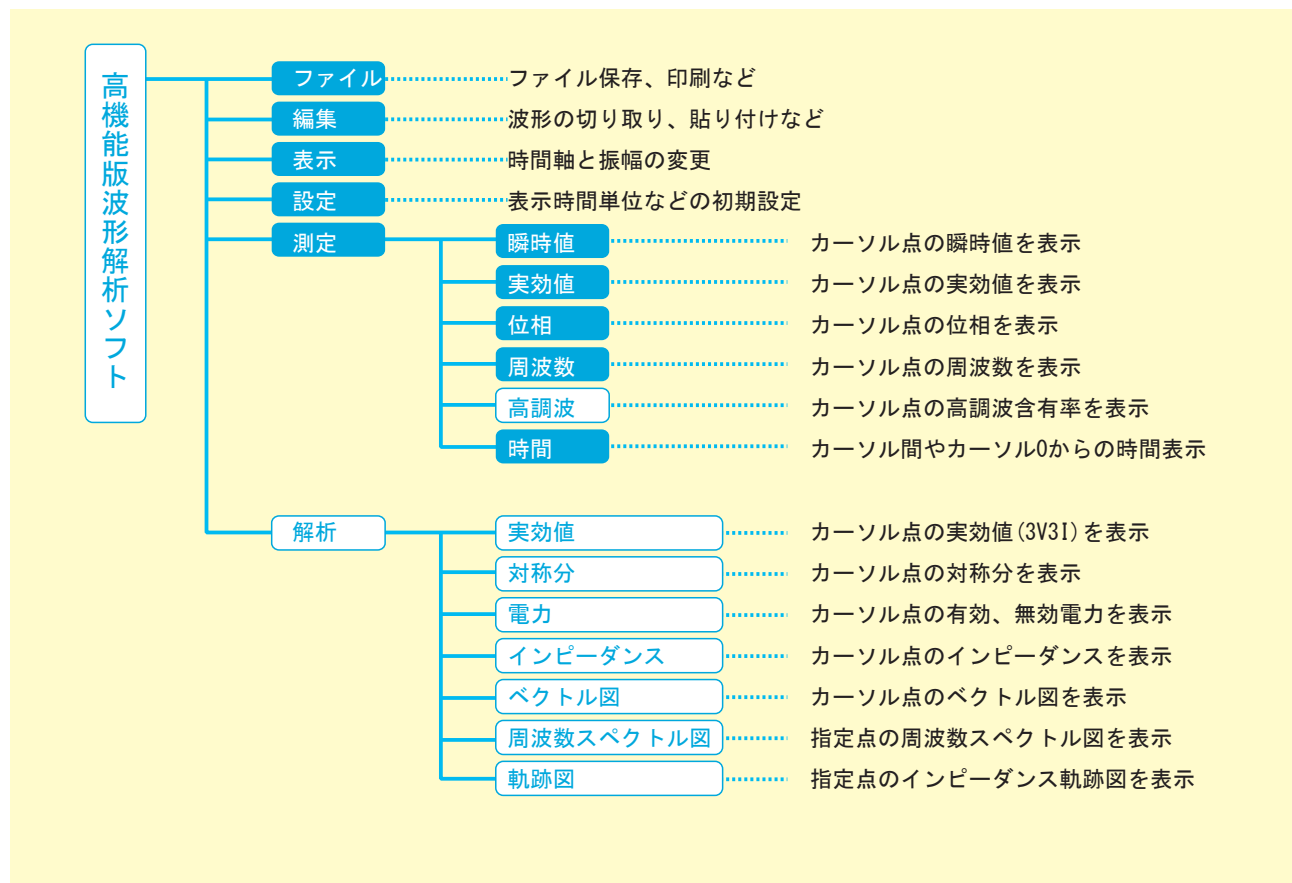 高機能版波形解析ソフト
ファイル ファイル保存、印刷など
編集 波形の切り取り、貼り付けなど
表示 時間軸と振幅の変更
設定 表示時間単位などの初期設定
測定
瞬時値 カーソル点の瞬時値を表示
実効値 カーソル点の実効値を表示
位相 カーソル点の位相を表示
周波数 カーソル点の周波数を表示
高調波 カーソル点の高調波含有率を表示
時間 カーソル間やカーソル0からの時間表示
解析
実効値 カーソル点の実効値(3V3I)を表示
対称分 カーソル点の対称分を表示
電力 カーソル点の有効、無効電力を表示
インピーダンス カーソル点のインピーダンスを表示
ベクトル図 カーソル点のベクトル図を表示
周波数スペクトル図 指定点の周波数スペクトル図を表示
軌跡図 指定点のインピーダンス軌跡図を表示